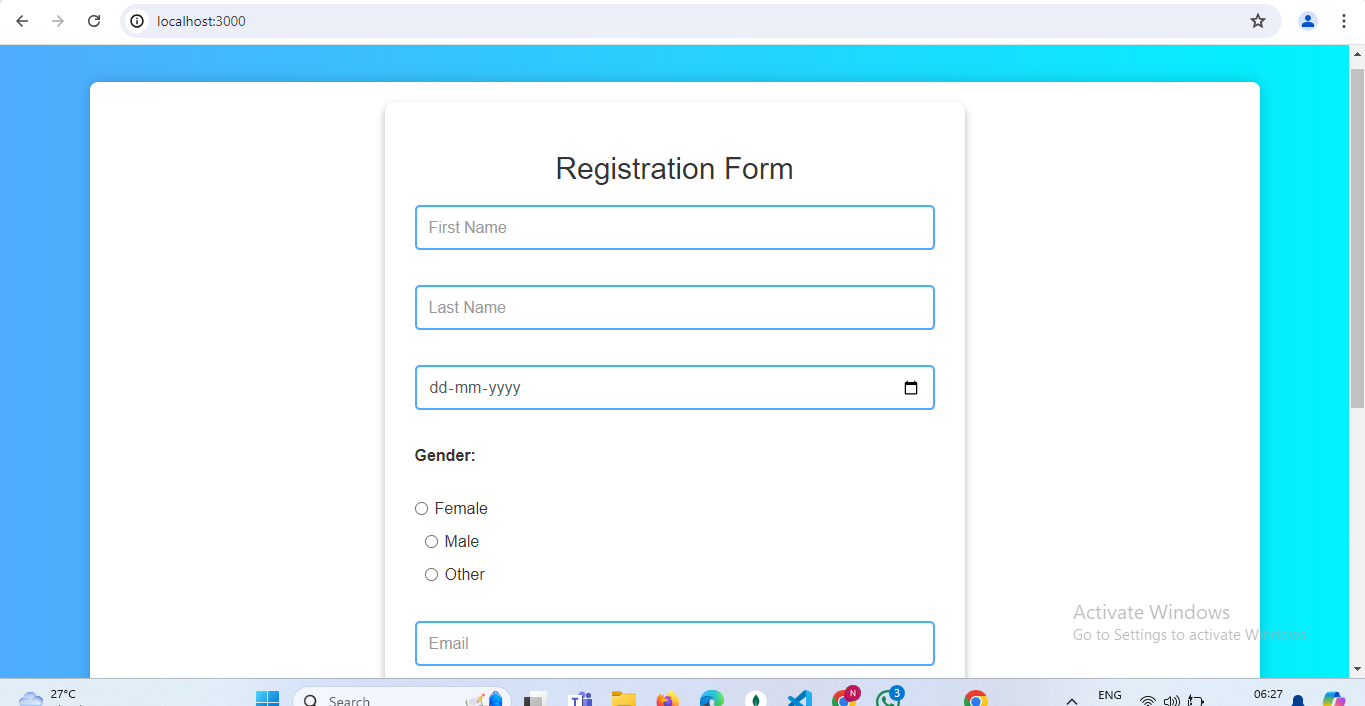 localhost:3000
Registration Form
First Name
Last Name
dd-mm-yyyy
Gender:
Female
Male
Other
Email
Activate Windows
Go to Settings to activate Windows.
27°C
Search
N
3
ENG
06:27